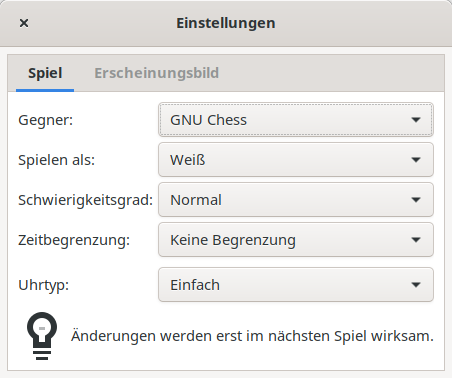 Einstellungen
Spiel Erscheinungsbild
Gegner: GNU Chess
Spielen als: Weiß
Schwierigkeitsgrad: Normal
Zeitbegrenzung: Keine Begrenzung
Uhrtyp: Einfach
Änderungen werden erst im nächsten Spiel wirksam.